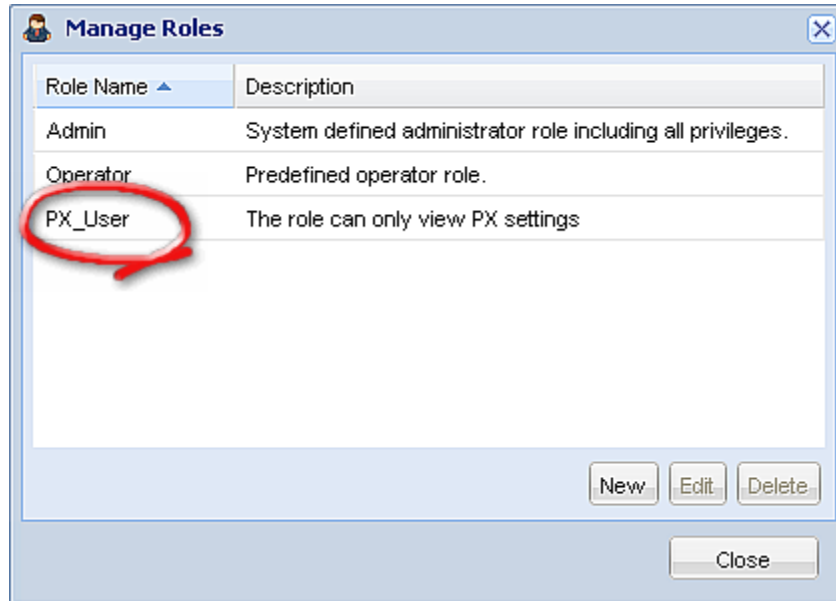 Manage Roles
Role Name Description
Admin System defined administrator role including all privileges.
Operator Predefined operator role.
PX_User The role can only view PX settings
New Edit Delete
Close